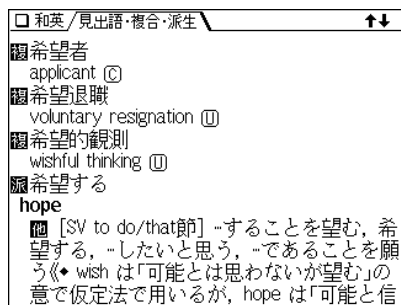 □ 和英/見出語・複合・派生 ↑↓
複希望者
applicant Ⓒ
複希望退職
voluntary resignation Ⓤ
複希望的観測
wishful thinking Ⓤ
派希望する
hope
他 [SV to do/that節] …することを望む, 希
望する, …したいと思う, …であることを願
う《◆ wish は「可能とは思わないが望む」の
意で仮定法で用いるが, hope は「可能と信